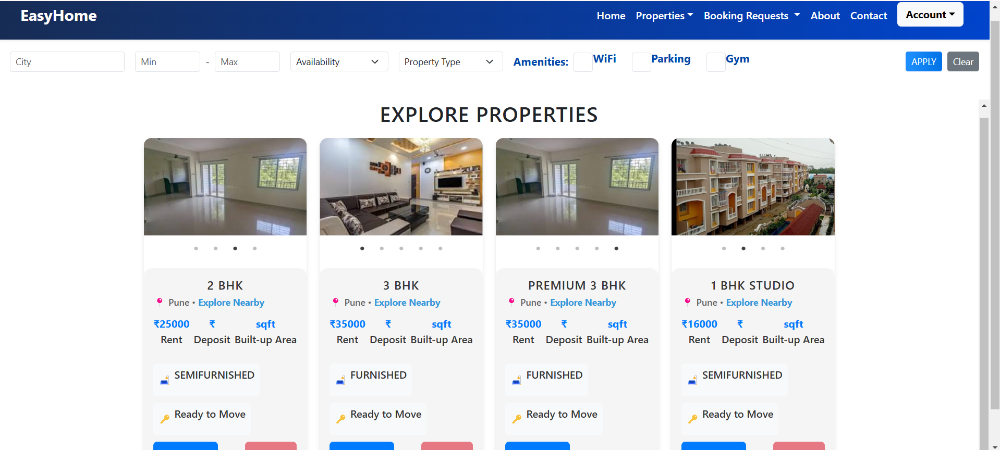 EasyHome
Home Properties Booking Requests About Contact Account
City Min - Max Availability Property Type Amenities: WiFi Parking Gym APPLY Clear
EXPLORE PROPERTIES
2 BHK
Pune • Explore Nearby
₹25000 ₹ sqft
Rent Deposit Built-up Area
SEMIFURNISHED
Ready to Move
3 BHK
Pune • Explore Nearby
₹35000 ₹ sqft
Rent Deposit Built-up Area
FURNISHED
Ready to Move
PREMIUM 3 BHK
Pune • Explore Nearby
₹35000 ₹ sqft
Rent Deposit Built-up Area
FURNISHED
Ready to Move
1 BHK STUDIO
Pune • Explore Nearby
₹16000 ₹ sqft
Rent Deposit Built-up Area
SEMIFURNISHED
Ready to Move